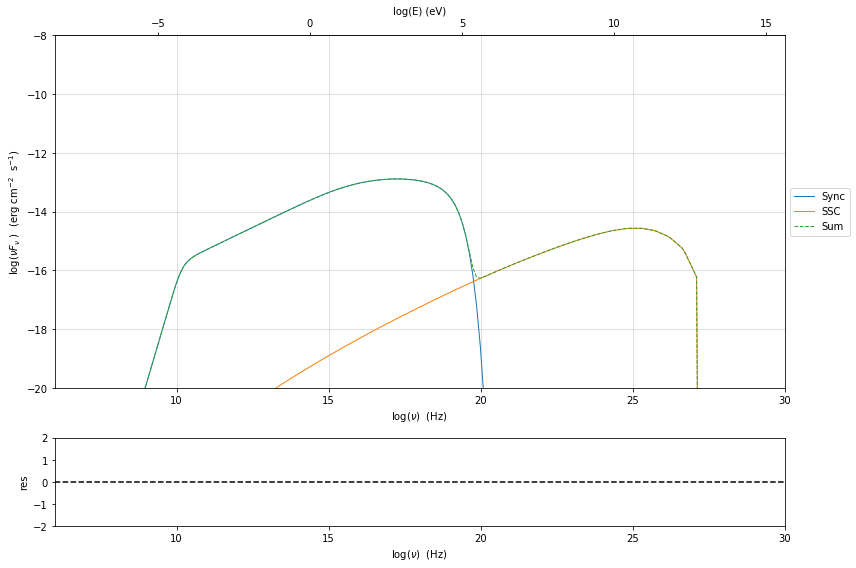 log(E) (eV)
−5 0 5 10 15
−8
−10
−12
−14
−16
−18
−20
log(νFν )  (erg cm⁻²  s⁻¹)
10 15 20 25 30
log(ν)  (Hz)
Sync
SSC
Sum
2
1
0
−1
−2
res
10 15 20 25 30
log(ν)  (Hz)